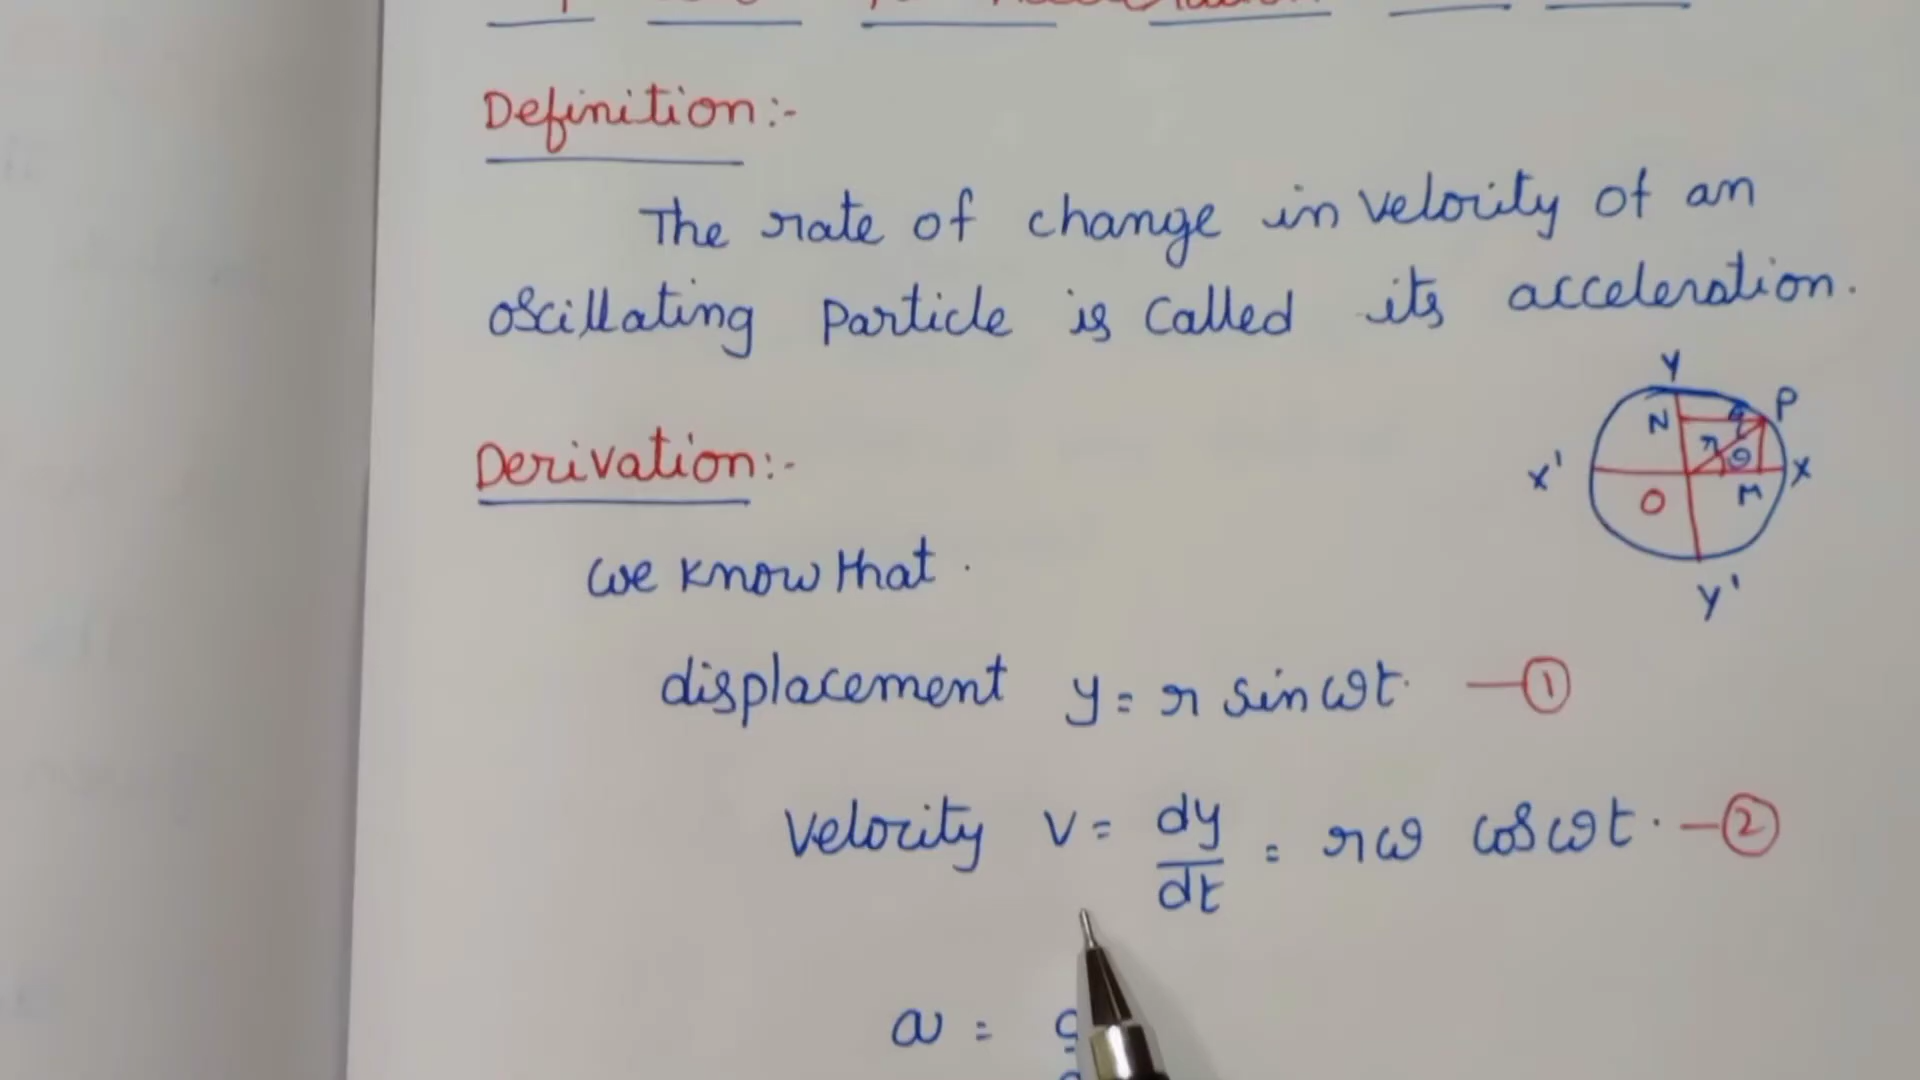 Definition:-
The rate of change in velocity of an
oscillating particle is called its acceleration.
Y
N
P
r
θ
X'
X
O
M
Y'
Derivation:-
we know that.
displacement y = r sin ωt. —①
velocity v = dy/dt = rω cos ωt. —②
a =